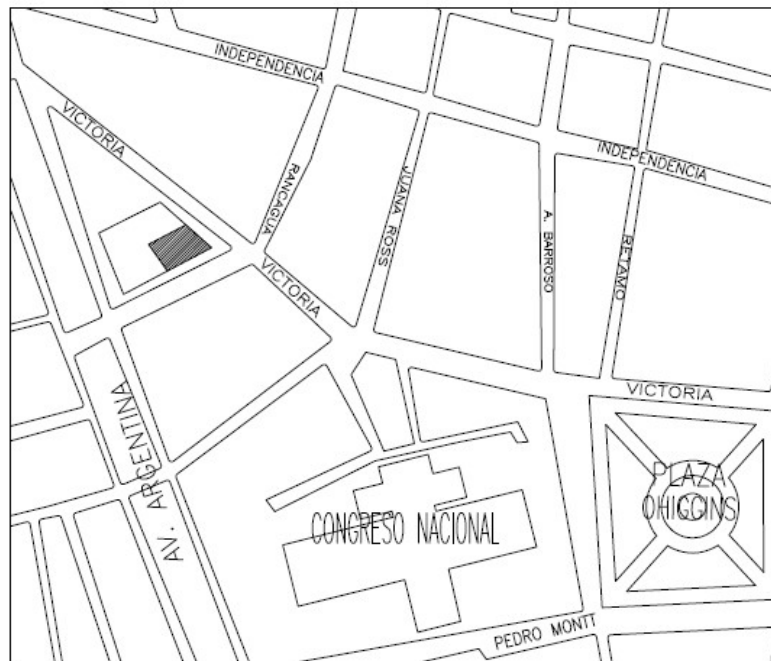 INDEPENDENCIA
VICTORIA
RANCAGUA
JUANA ROSS
INDEPENDENCIA
A. BARROSO
RETAMO
VICTORIA
VICTORIA
AV. ARGENTINA
PLAZA
OHIGGINS
CONGRESO NACIONAL
PEDRO MONTT